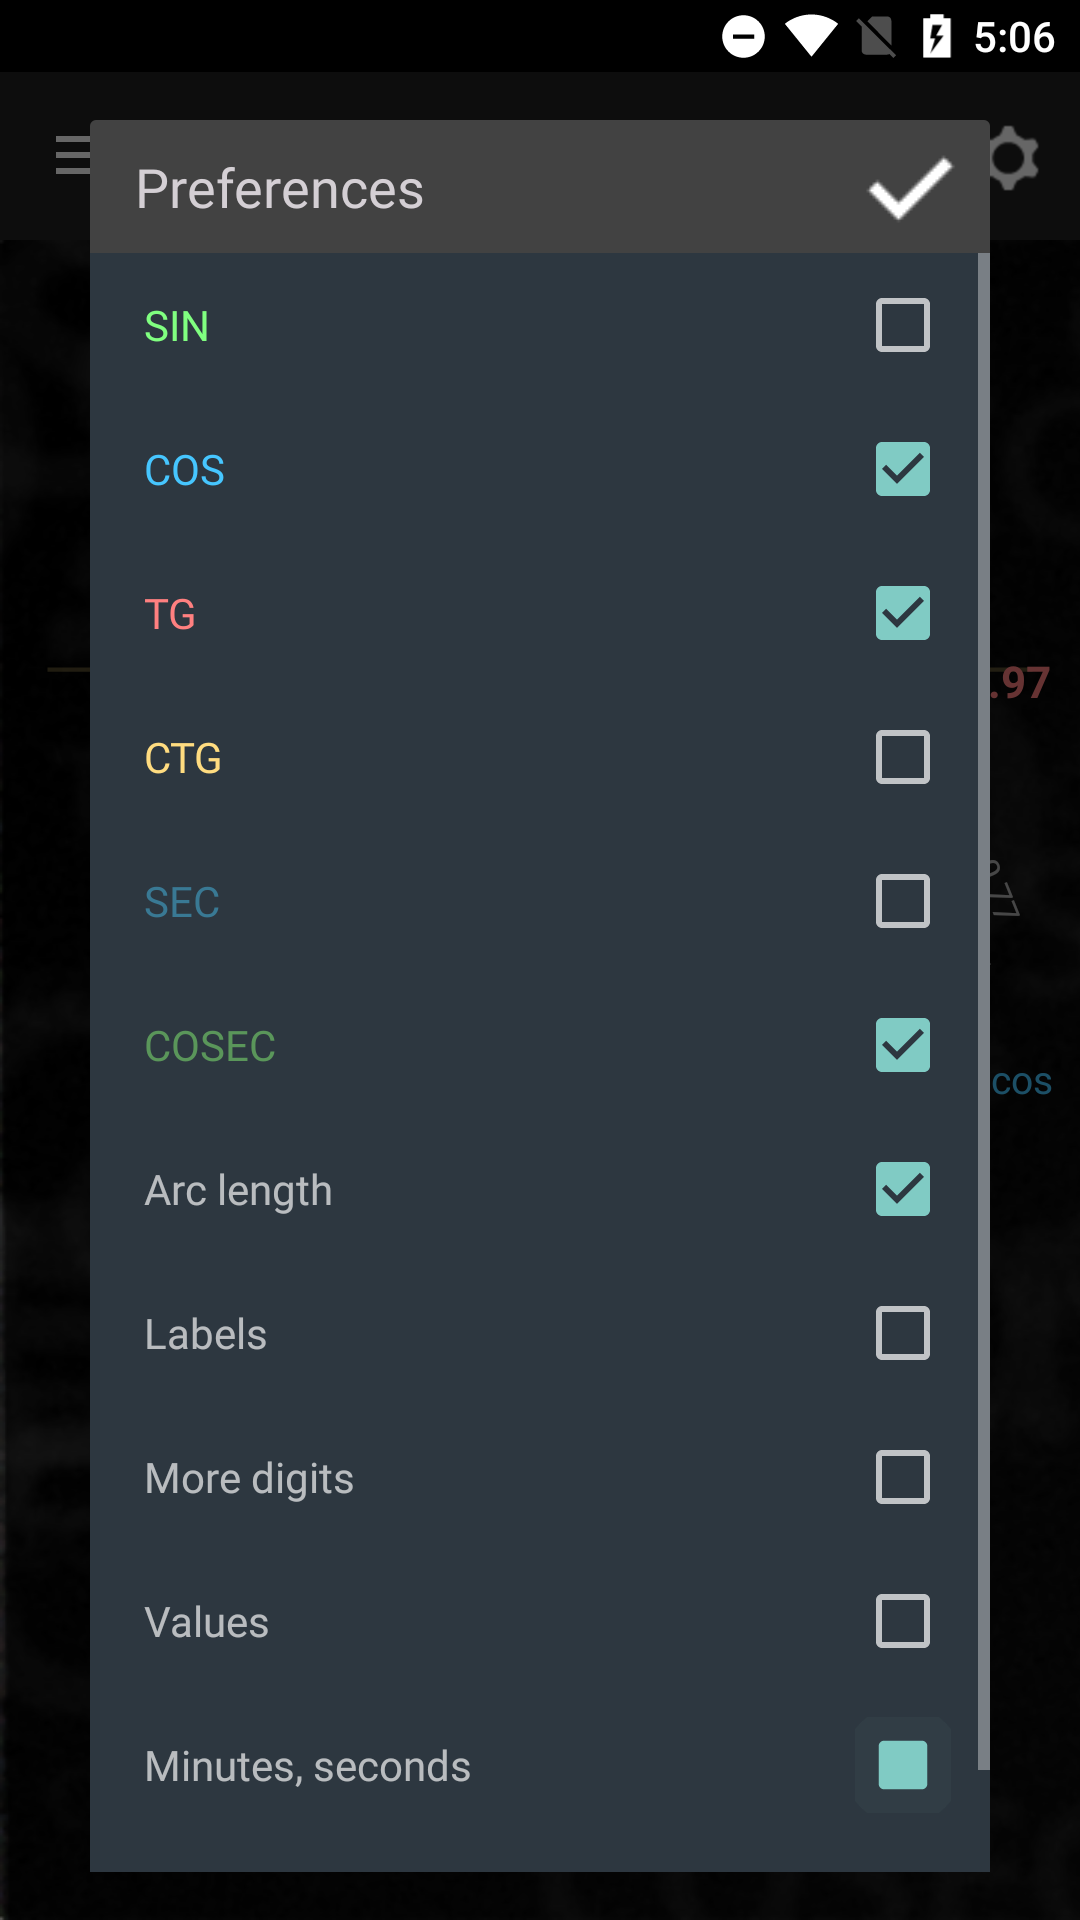 5:06
Preferences
SIN
COS
TG
.97
CTG
SEC
COSEC
cos
Arc length
Labels
More digits
Values
Minutes, seconds